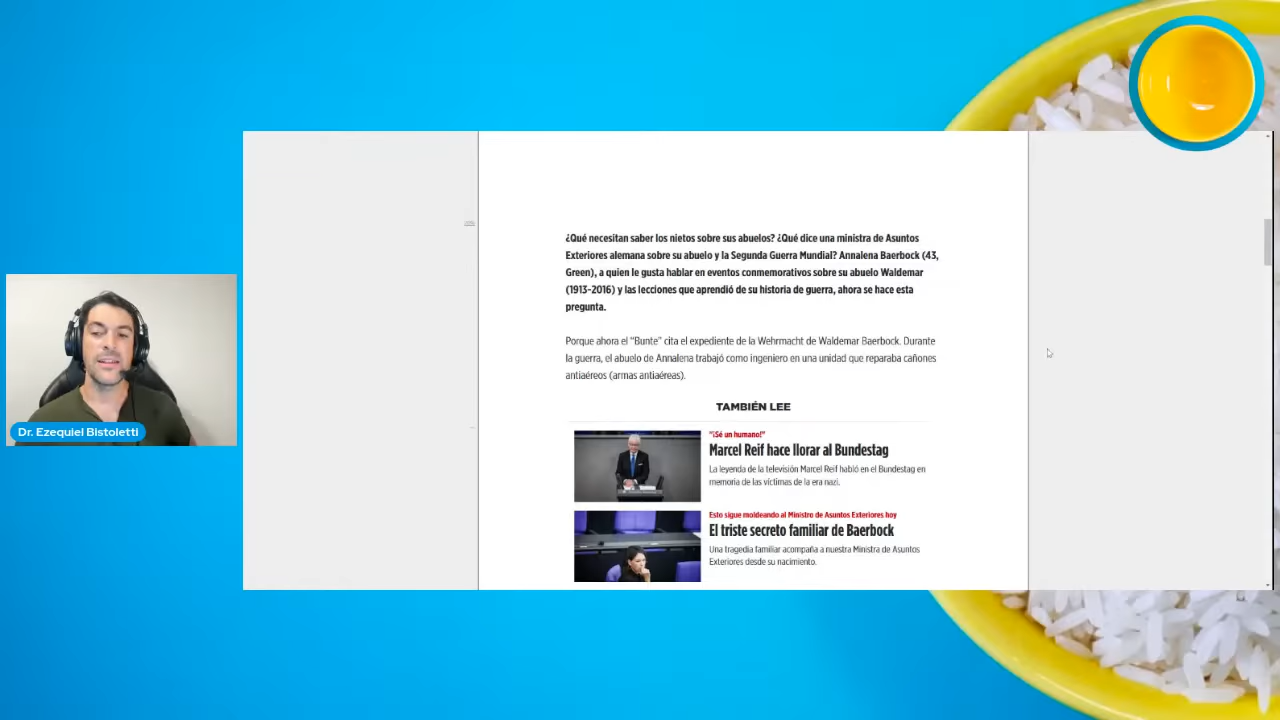 ¿Qué necesitan saber los nietos sobre sus abuelos? ¿Qué dice una ministra de Asuntos
Exteriores alemana sobre su abuelo y la Segunda Guerra Mundial? Annalena Baerbock (43,
Green), a quien le gusta hablar en eventos conmemorativos sobre su abuelo Waldemar
(1913-2016) y las lecciones que aprendió de su historia de guerra, ahora se hace esta
pregunta.
Porque ahora el “Bunte” cita el expediente de la Wehrmacht de Waldemar Baerbock. Durante
la guerra, el abuelo de Annalena trabajó como ingeniero en una unidad que reparaba cañones
antiaéreos (armas antiaéreas).
TAMBIÉN LEE
"¡Sé un humano!"
Marcel Reif hace llorar al Bundestag
La leyenda de la televisión Marcel Reif habló en el Bundestag en
memoria de las víctimas de la era nazi.
Esto sigue moldeando al Ministro de Asuntos Exteriores hoy
El triste secreto familiar de Baerbock
Una tragedia familiar acompaña a nuestra Ministra de Asuntos
Exteriores desde su nacimiento.
Dr. Ezequiel Bistoletti